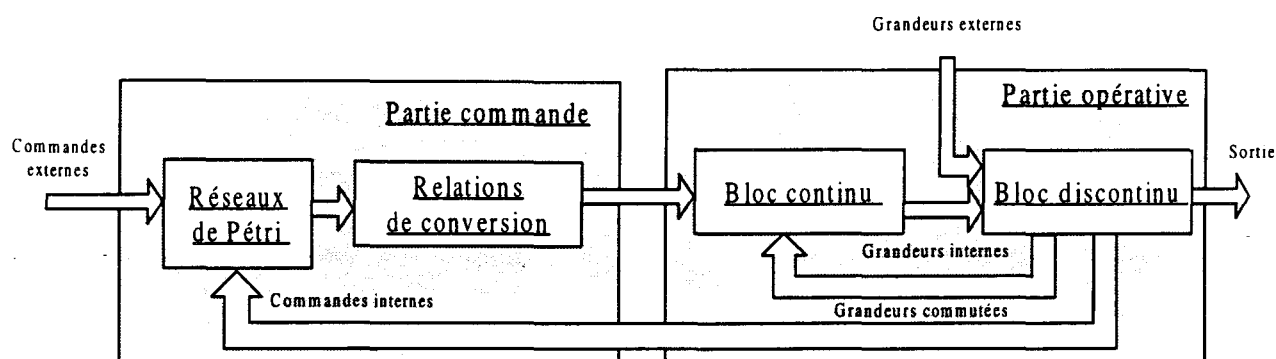 Grandeurs externes
Partie commande
Partie opérative
Commandes
externes
Sortie
Réseaux
de Pétri
Relations
de conversion
Bloc continu
Bloc discontinu
Grandeurs internes
Commandes internes
Grandeurs commutées